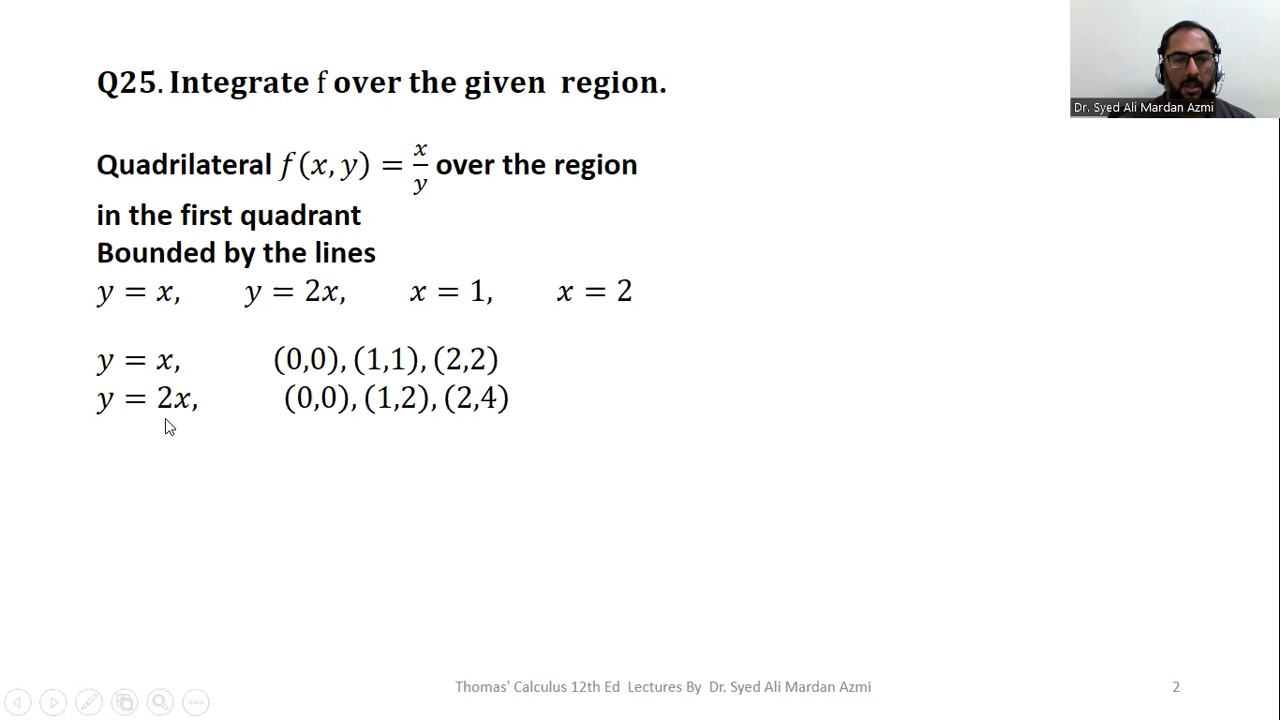 Q25. Integrate f over the given region.
Quadrilateral f(x, y) = x/y over the region
in the first quadrant
Bounded by the lines
y = x, y = 2x, x = 1, x = 2
y = x, (0,0), (1,1), (2,2)
y = 2x, (0,0), (1,2), (2,4)
Dr. Syed Ali Mardan Azmi
Thomas' Calculus 12th Ed Lectures By Dr. Syed Ali Mardan Azmi
2